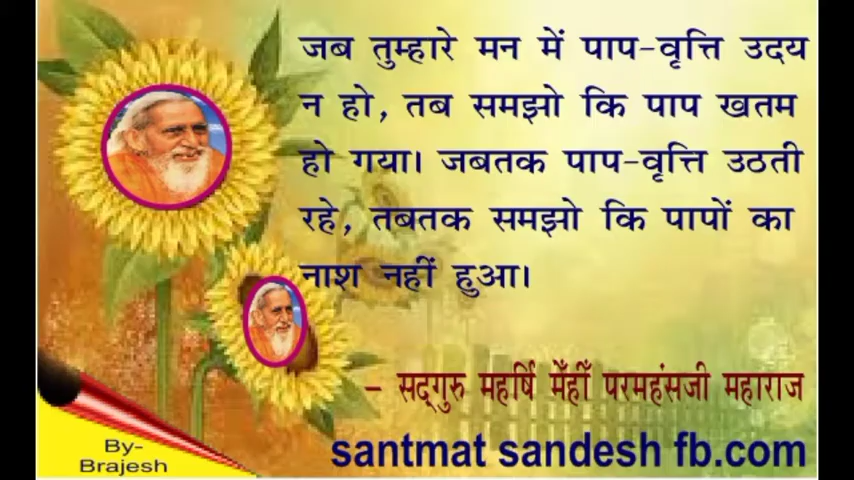 जब तुम्हारे मन में पाप-वृत्ति उदय
न हो, तब समझो कि पाप खतम
हो गया। जबतक पाप-वृत्ति उठती
रहे, तबतक समझो कि पापों का
नाश नहीं हुआ।
- सद्गुरु महर्षि मेँहीँ परमहंसजी महाराज
santmat sandesh fb.com
By-
Brajesh